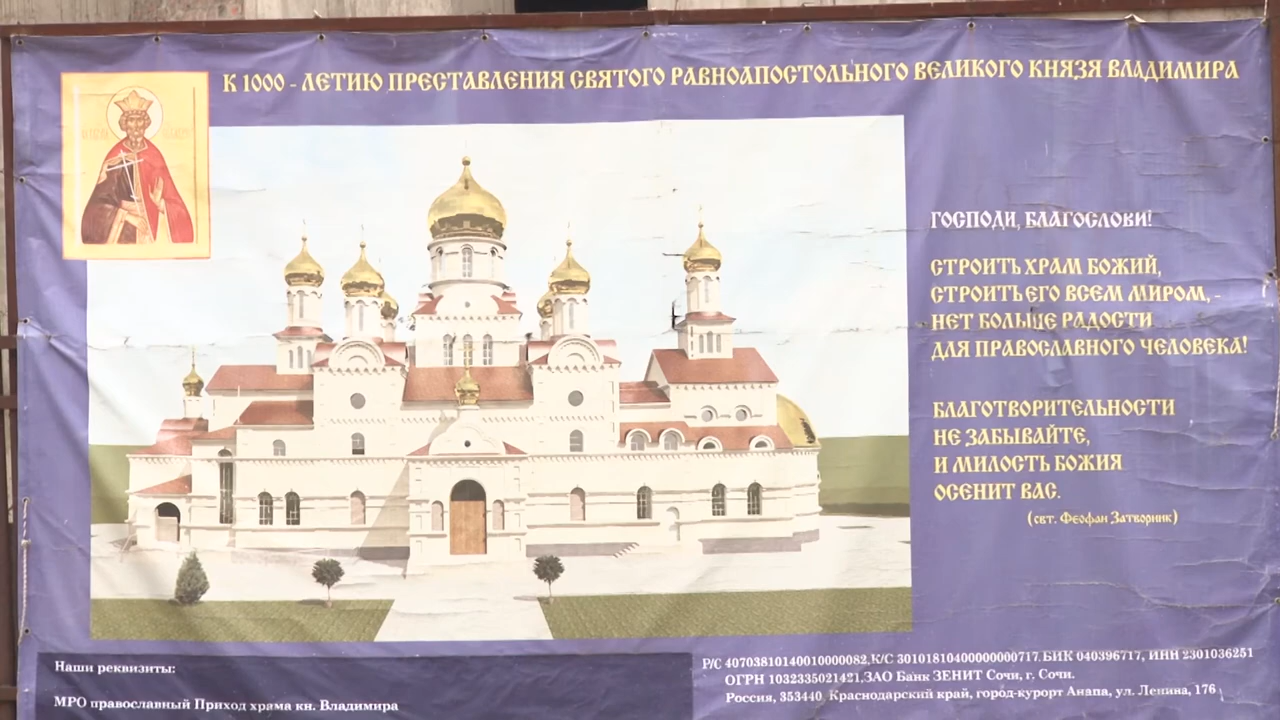 К 1000 - ЛЕТИЮ ПРЕСТАВЛЕНИЯ СВЯТОГО РАВНОАПОСТОЛЬНОГО ВЕЛИКОГО КНЯЗЯ ВЛАДИМИРА
ГОСПОДИ, БЛАГОСЛОВИ!
СТРОИТЬ ХРАМ БОЖИЙ,
СТРОИТЬ ЕГО ВСЕМ МИРОМ, -
НЕТ БОЛЬШЕ РАДОСТИ
ДЛЯ ПРАВОСЛАВНОГО ЧЕЛОВЕКА!
БЛАГОТВОРИТЕЛЬНОСТИ
НЕ ЗАБЫВАЙТЕ,
И МИЛОСТЬ БОЖИЯ
ОСЕНИТ ВАС.
(свт. Феофан Затворник)
Наши реквизиты:
МРО православный Приход храма кн. Владимира
Р/С 40703810140010000082,К/С 30101810400000000717.БИК 040396717, ИНН 2301036251
ОГРН 1032335021421,ЗАО Банк ЗЕНИТ Сочи, г. Сочи.
Россия, 353440, Краснодарский край, город-курорт Анапа, ул. Ленина, 176